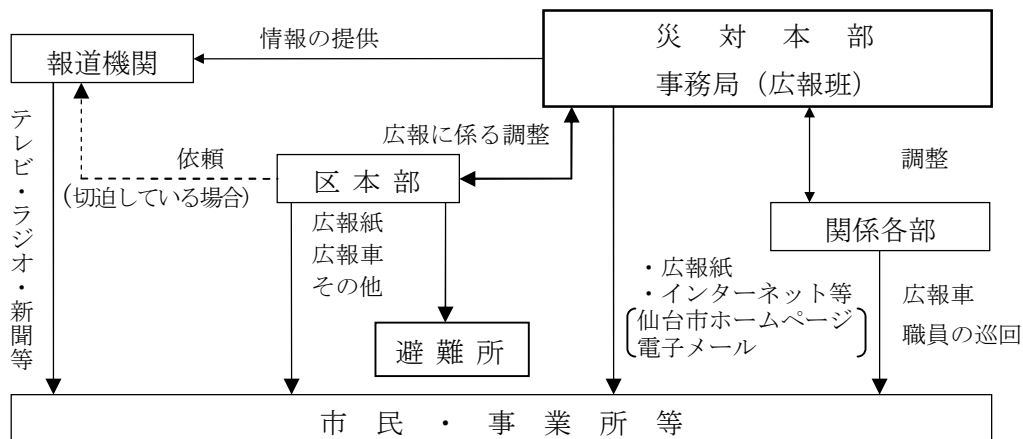 情報の提供
災対本部
事務局（広報班）
報道機関
テレビ・ラジオ・新聞等
広報に係る調整
依頼
(切迫している場合)
区本部
調整
関係各部
広報紙
広報車
その他
・広報紙
・インターネット等
仙台市ホームページ
電子メール
広報車
職員の巡回
避難所
市民・事業所等